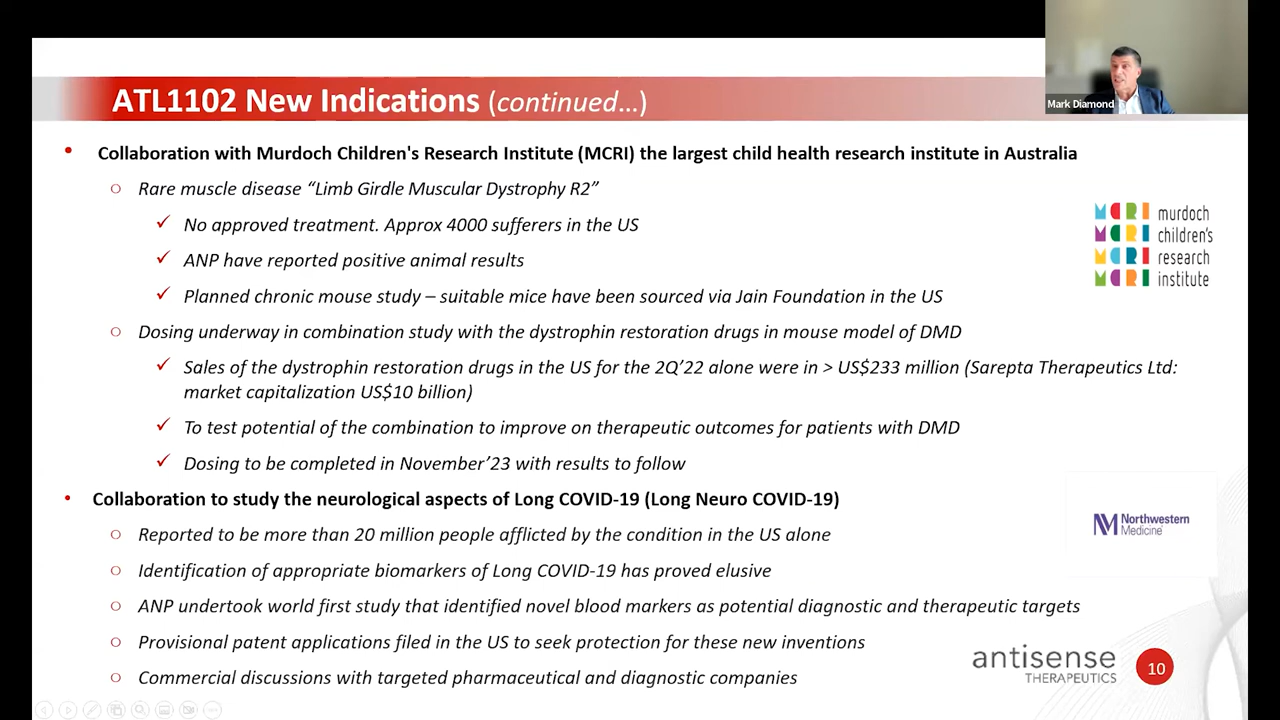 ATL1102 New Indications (continued…)
Mark Diamond
• Collaboration with Murdoch Children's Research Institute (MCRI) the largest child health research institute in Australia
○ Rare muscle disease “Limb Girdle Muscular Dystrophy R2”
✓ No approved treatment. Approx 4000 sufferers in the US
✓ ANP have reported positive animal results
✓ Planned chronic mouse study – suitable mice have been sourced via Jain Foundation in the US
○ Dosing underway in combination study with the dystrophin restoration drugs in mouse model of DMD
✓ Sales of the dystrophin restoration drugs in the US for the 2Q’22 alone were in > US$233 million (Sarepta Therapeutics Ltd:
market capitalization US$10 billion)
✓ To test potential of the combination to improve on therapeutic outcomes for patients with DMD
✓ Dosing to be completed in November’23 with results to follow
• Collaboration to study the neurological aspects of Long COVID-19 (Long Neuro COVID-19)
○ Reported to be more than 20 million people afflicted by the condition in the US alone
○ Identification of appropriate biomarkers of Long COVID-19 has proved elusive
○ ANP undertook world first study that identified novel blood markers as potential diagnostic and therapeutic targets
○ Provisional patent applications filed in the US to seek protection for these new inventions
○ Commercial discussions with targeted pharmaceutical and diagnostic companies
MCRI murdoch
MCRI children's
MCRI research
MCRI institute
NM Northwestern
Medicine
antisense
THERAPEUTICS
10